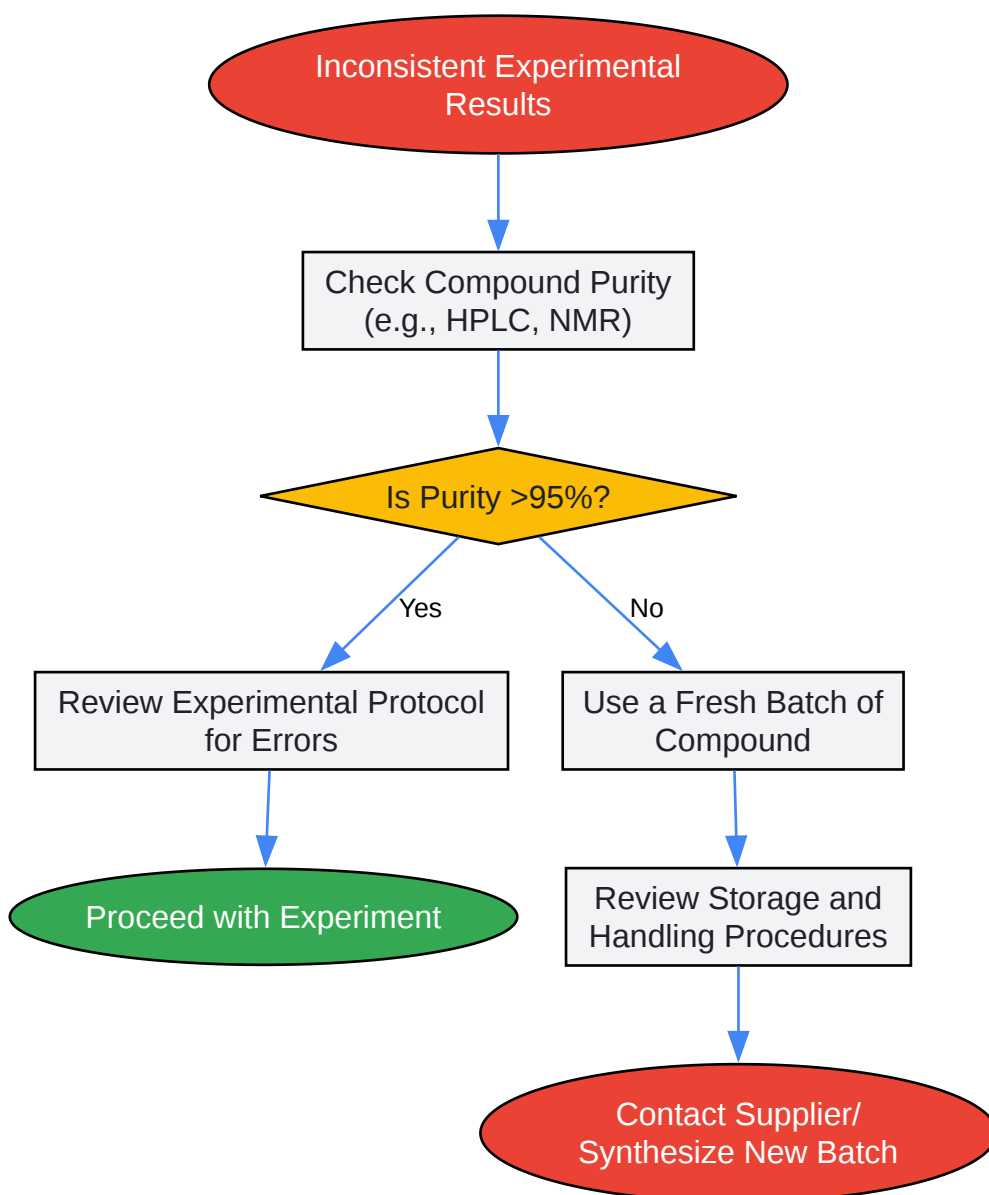 Inconsistent Experimental
Results
Check Compound Purity
(e.g., HPLC, NMR)
Is Purity >95%?
Yes
No
Review Experimental Protocol
for Errors
Use a Fresh Batch of
Compound
Proceed with Experiment
Review Storage and
Handling Procedures
Contact Supplier/
Synthesize New Batch